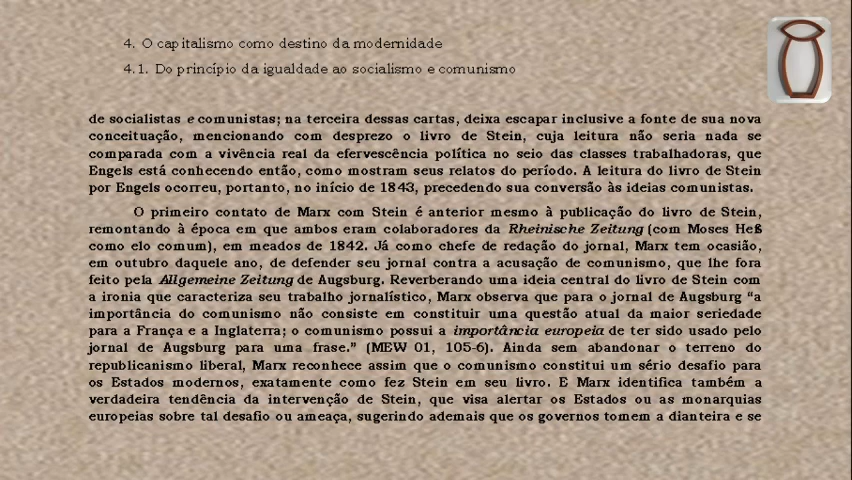 4. O capitalismo como destino da modernidade
4.1. Do princípio da igualdade ao socialismo e comunismo
de socialistas e comunistas; na terceira dessas cartas, deixa escapar inclusive a fonte de sua nova
conceituação, mencionando com desprezo o livro de Stein, cuja leitura não seria nada se
comparada com a vivência real da efervescência política no seio das classes trabalhadoras, que
Engels está conhecendo então, como mostram seus relatos do período. A leitura do livro de Stein
por Engels ocorreu, portanto, no início de 1843, precedendo sua conversão às ideias comunistas.
O primeiro contato de Marx com Stein é anterior mesmo à publicação do livro de Stein,
remontando à época em que ambos eram colaboradores da Rheinische Zeitung (com Moses Heß
como elo comum), em meados de 1842. Já como chefe de redação do jornal, Marx tem ocasião,
em outubro daquele ano, de defender seu jornal contra a acusação de comunismo, que lhe fora
feito pela Allgemeine Zeitung de Augsburg. Reverberando uma ideia central do livro de Stein com
a ironia que caracteriza seu trabalho jornalístico, Marx observa que para o jornal de Augsburg “a
importância do comunismo não consiste em constituir uma questão atual da maior seriedade
para a França e a Inglaterra; o comunismo possui a importância europeia de ter sido usado pelo
jornal de Augsburg para uma frase.” (MEW 01, 105-6). Ainda sem abandonar o terreno do
republicanismo liberal, Marx reconhece assim que o comunismo constitui um sério desafio para
os Estados modernos, exatamente como fez Stein em seu livro. E Marx identifica também a
verdadeira tendência da intervenção de Stein, que visa alertar os Estados ou as monarquias
europeias sobre tal desafio ou ameaça, sugerindo ademais que os governos tomem a dianteira e se